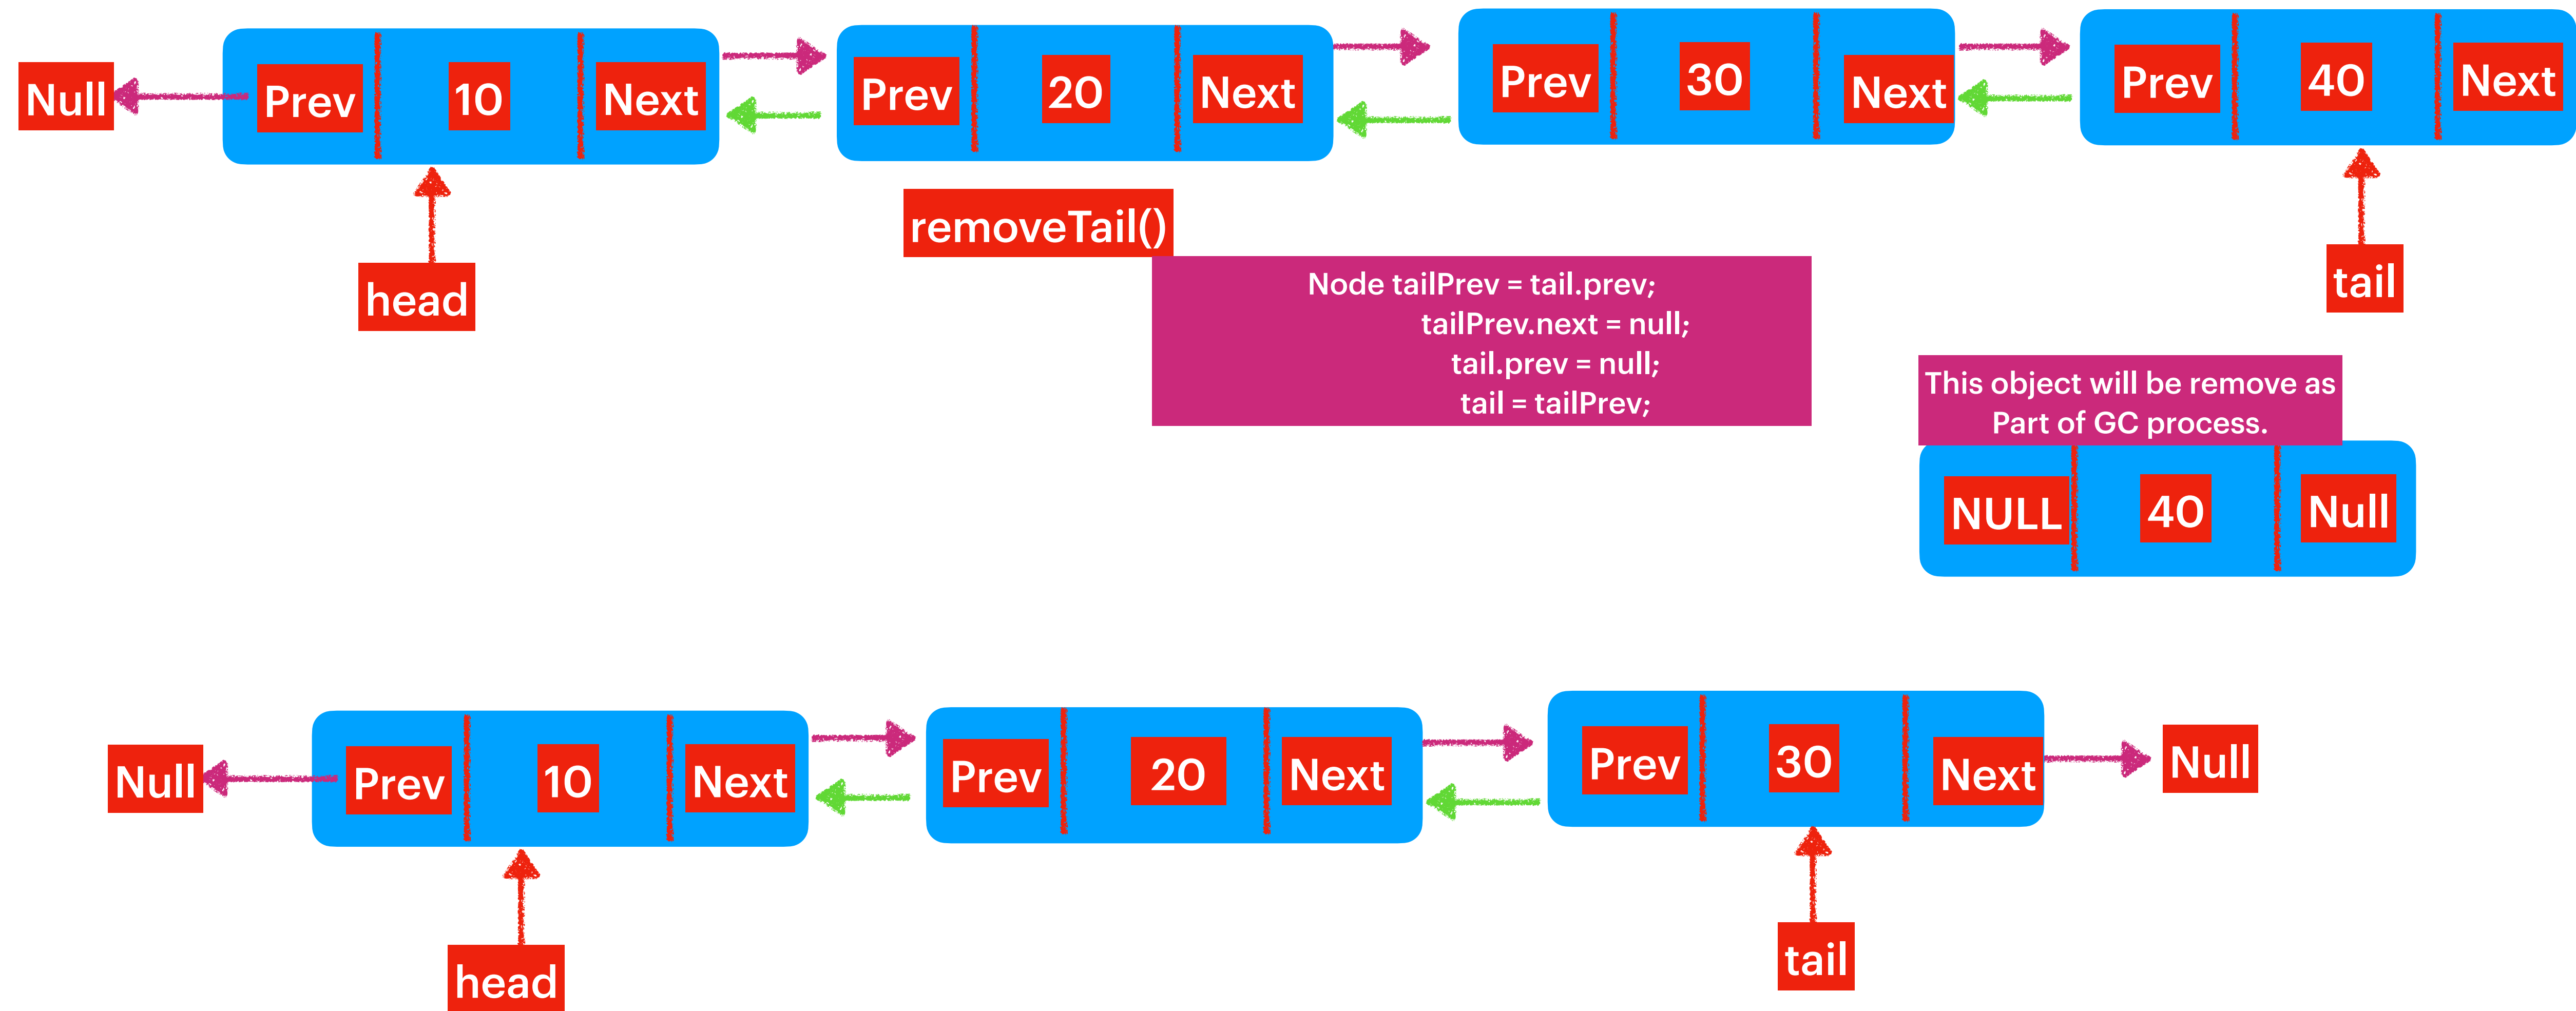 Null
Prev
10
Next
Prev
20
Next
Prev
30
Next
Prev
40
Next
head
removeTail()
tail
Node tailPrev = tail.prev;
tailPrev.next = null;
tail.prev = null;
tail = tailPrev;
This object will be remove as
Part of GC process.
NULL
40
Null
Null
Prev
10
Next
Prev
20
Next
Prev
30
Next
Null
head
tail